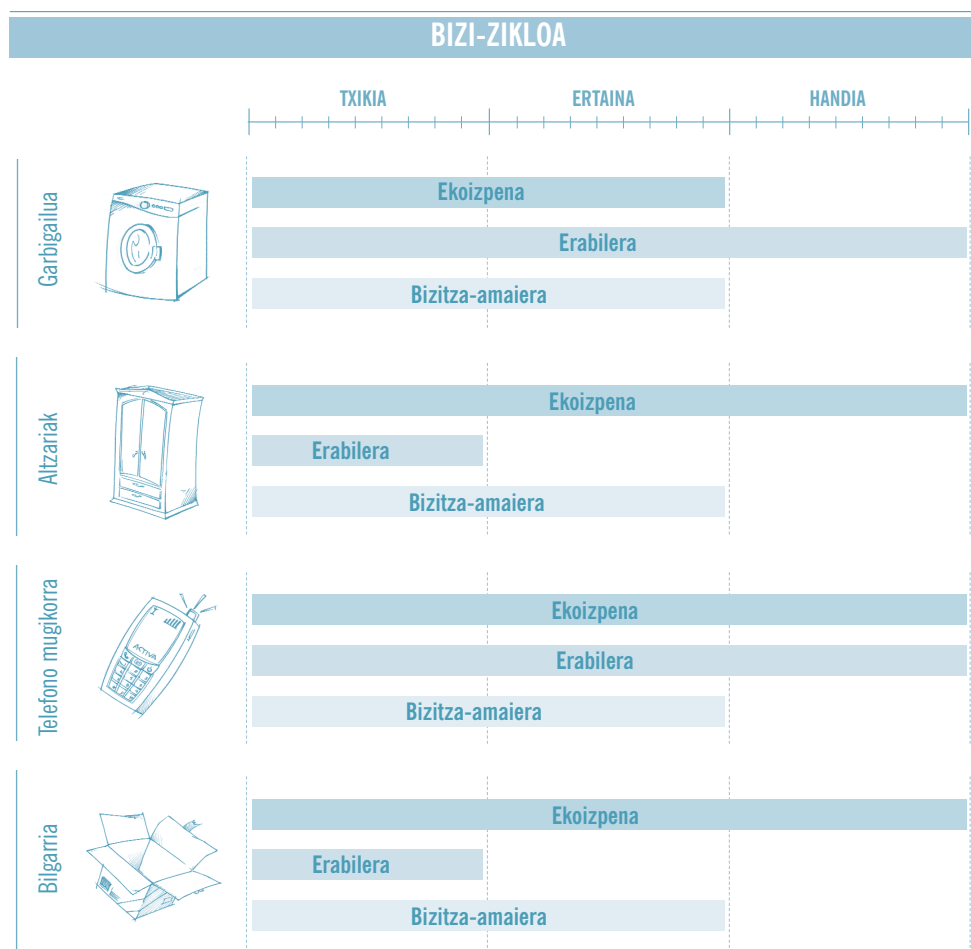 BIZI-ZIKLOA
TXIKIA ERTAINA HANDIA
Garbigailua
Ekoizpena
Erabilera
Bizitza-amaiera
Altzariak
Ekoizpena
Erabilera
Bizitza-amaiera
Telefono mugikorra
ACTIVA
Ekoizpena
Erabilera
Bizitza-amaiera
Bilgarria
Ekoizpena
Erabilera
Bizitza-amaiera